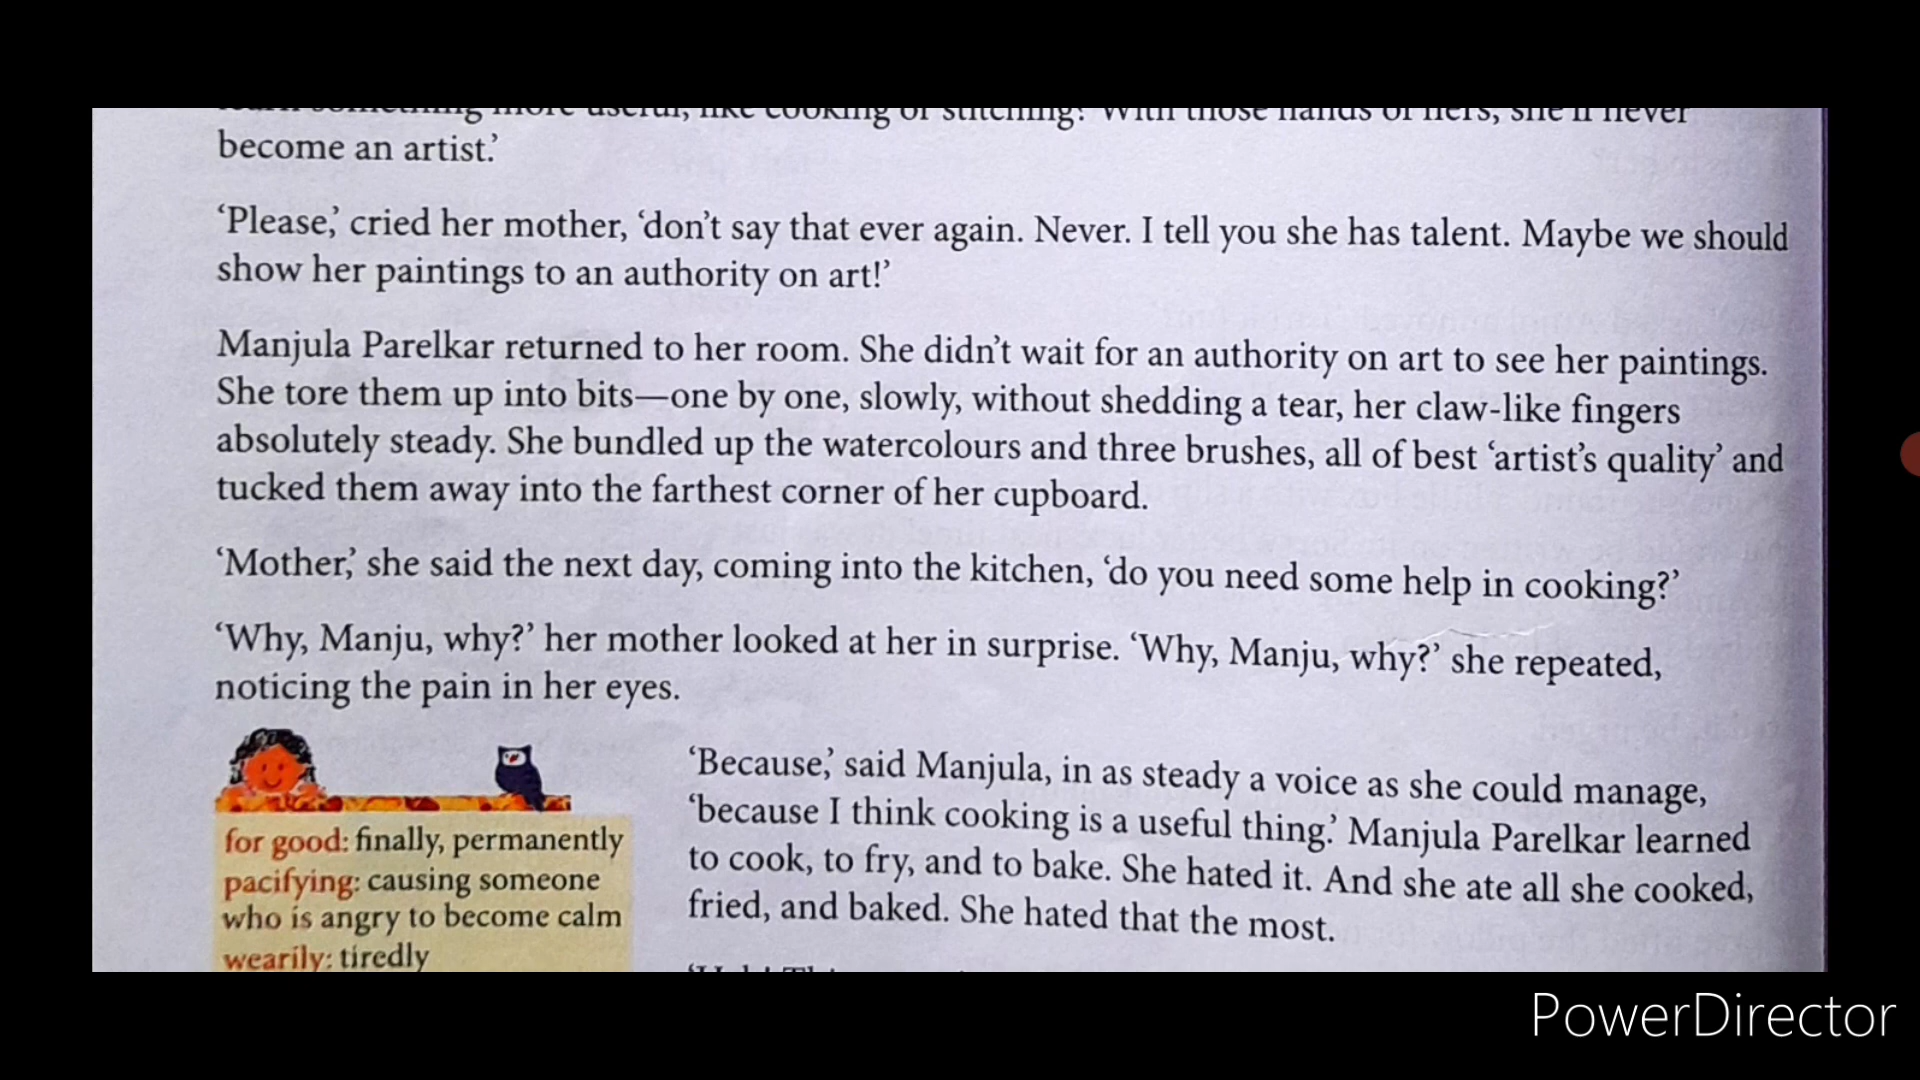 learn something more useful, like cooking or stitching! With those hands of hers, she'll never
become an artist.'
'Please,' cried her mother, 'don't say that ever again. Never. I tell you she has talent. Maybe we should
show her paintings to an authority on art!'
Manjula Parelkar returned to her room. She didn't wait for an authority on art to see her paintings.
She tore them up into bits—one by one, slowly, without shedding a tear, her claw-like fingers
absolutely steady. She bundled up the watercolours and three brushes, all of best 'artist's quality' and
tucked them away into the farthest corner of her cupboard.
'Mother,' she said the next day, coming into the kitchen, 'do you need some help in cooking?'
'Why, Manju, why?' her mother looked at her in surprise. 'Why, Manju, why?' she repeated,
noticing the pain in her eyes.
'Because,' said Manjula, in as steady a voice as she could manage,
'because I think cooking is a useful thing.' Manjula Parelkar learned
to cook, to fry, and to bake. She hated it. And she ate all she cooked,
fried, and baked. She hated that the most.
for good: finally, permanently
pacifying: causing someone
who is angry to become calm
wearily: tiredly
PowerDirector